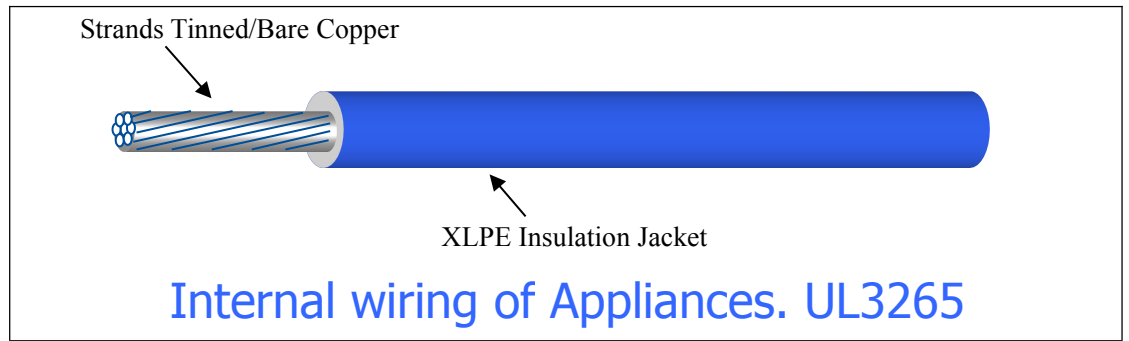 Strands Tinned/Bare Copper
XLPE Insulation Jacket
Internal wiring of Appliances. UL3265